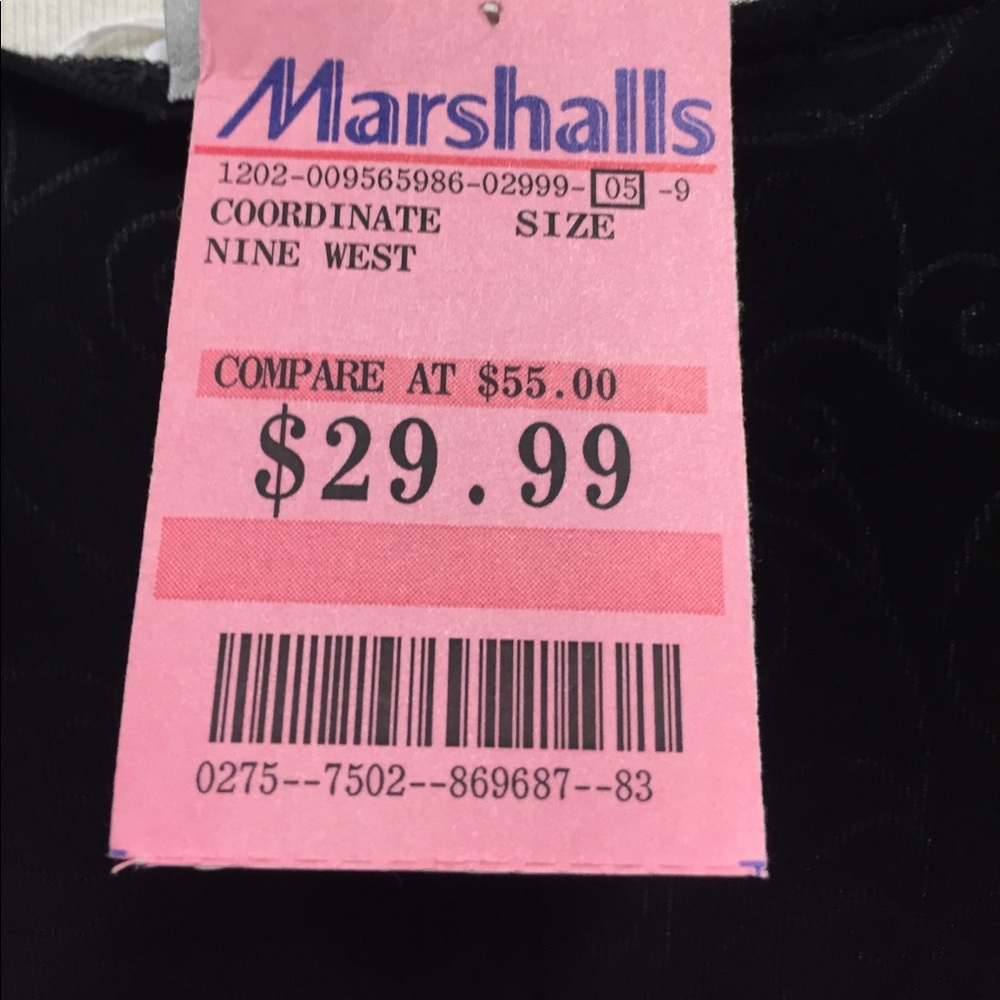 Marshalls
1202-009565986-02999- 05 -9
COORDINATE SIZE
NINE WEST
COMPARE AT $55.00
$29.99
0275--7502--869687--83